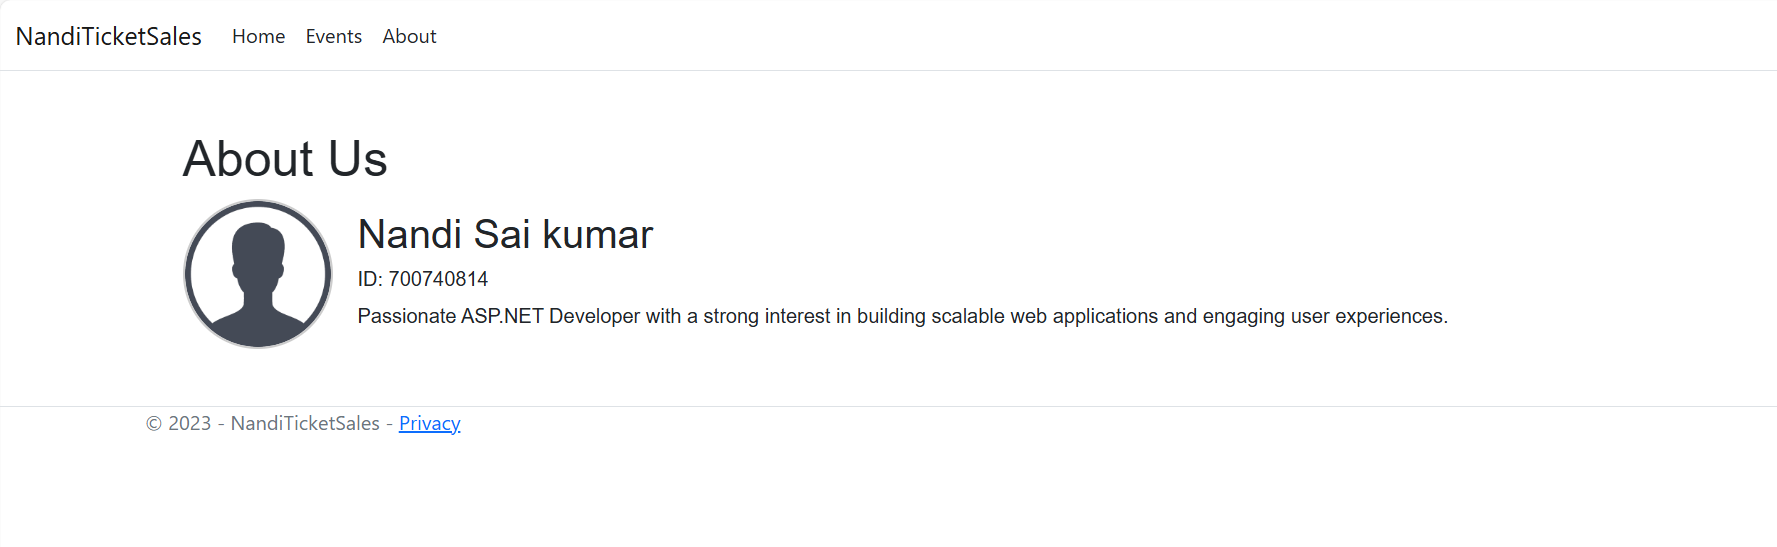 NandiTicketSales Home Events About
About Us
Nandi Sai kumar
ID: 700740814
Passionate ASP.NET Developer with a strong interest in building scalable web applications and engaging user experiences.
© 2023 - NandiTicketSales - Privacy